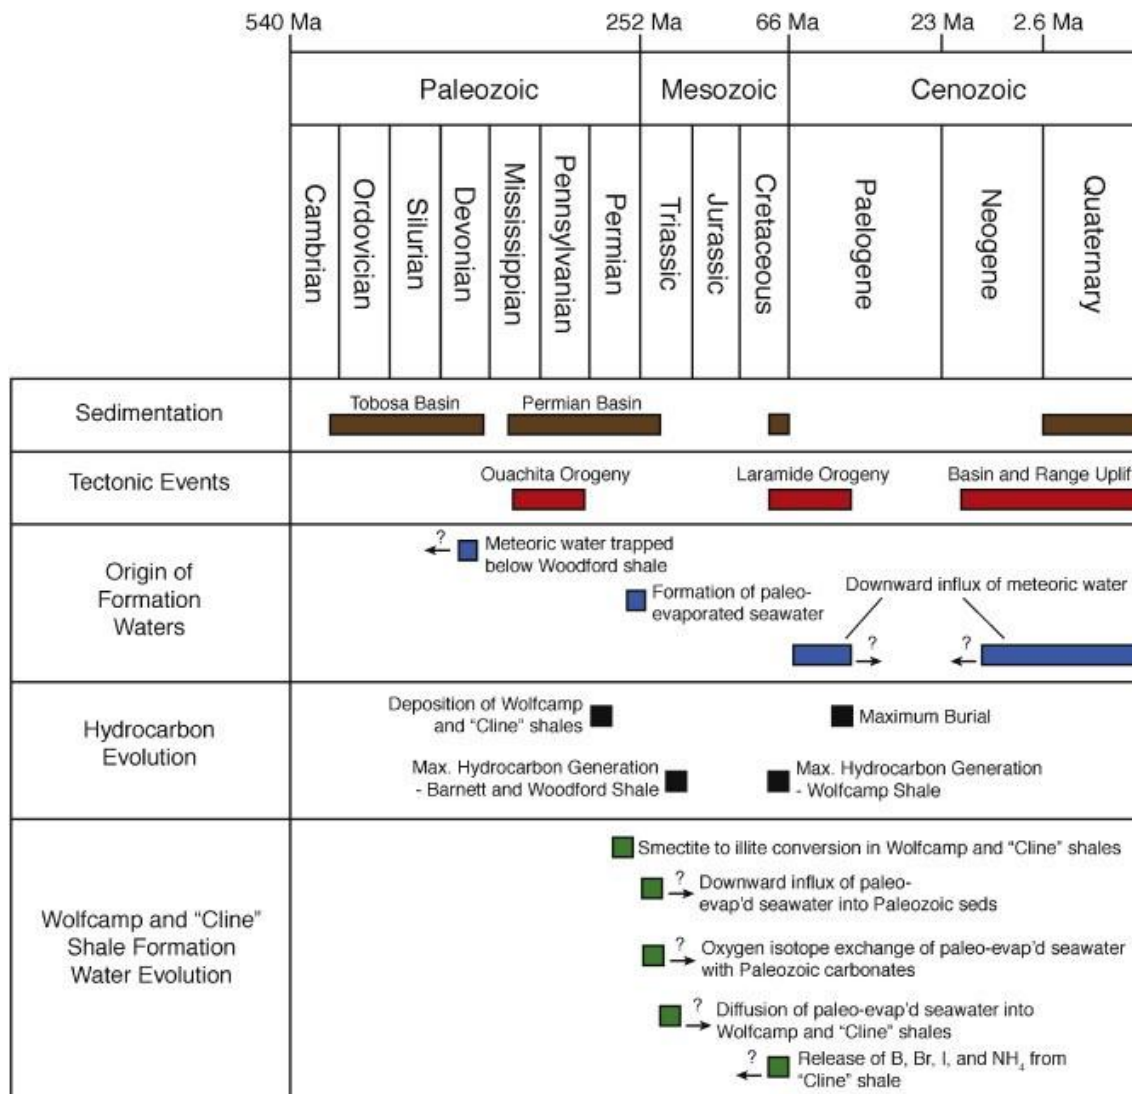 540 Ma 252 Ma 66 Ma 23 Ma 2.6 Ma
Paleozoic Mesozoic Cenozoic
Cambrian
Ordovician
Silurian
Devonian
Mississippian
Pennsylvanian
Permian
Triassic
Jurassic
Cretaceous
Paelogene
Neogene
Quaternary
Sedimentation
Tobosa Basin
Permian Basin
Tectonic Events
Ouachita Orogeny
Laramide Orogeny
Basin and Range Uplift
Origin of
Formation
Waters
?
Meteoric water trapped
below Woodford shale
Formation of paleo-
evaporated seawater
Downward influx of meteoric water
?
?
Hydrocarbon
Evolution
Deposition of Wolfcamp
and “Cline” shales
Maximum Burial
Max. Hydrocarbon Generation
- Barnett and Woodford Shale
Max. Hydrocarbon Generation
- Wolfcamp Shale
Wolfcamp and “Cline”
Shale Formation
Water Evolution
Smectite to illite conversion in Wolfcamp and “Cline” shales
?
Downward influx of paleo-
evap’d seawater into Paleozoic seds
?
Oxygen isotope exchange of paleo-evap’d seawater
with Paleozoic carbonates
?
Diffusion of paleo-evap’d seawater into
Wolfcamp and “Cline” shales
?
Release of B, Br, I, and NH₄ from
“Cline” shale